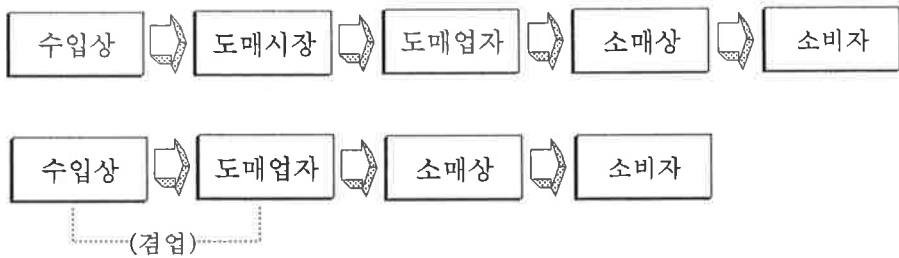 수입상 도매시장 도매업자 소매상 소비자
수입상 도매업자 소매상 소비자
(겸업)